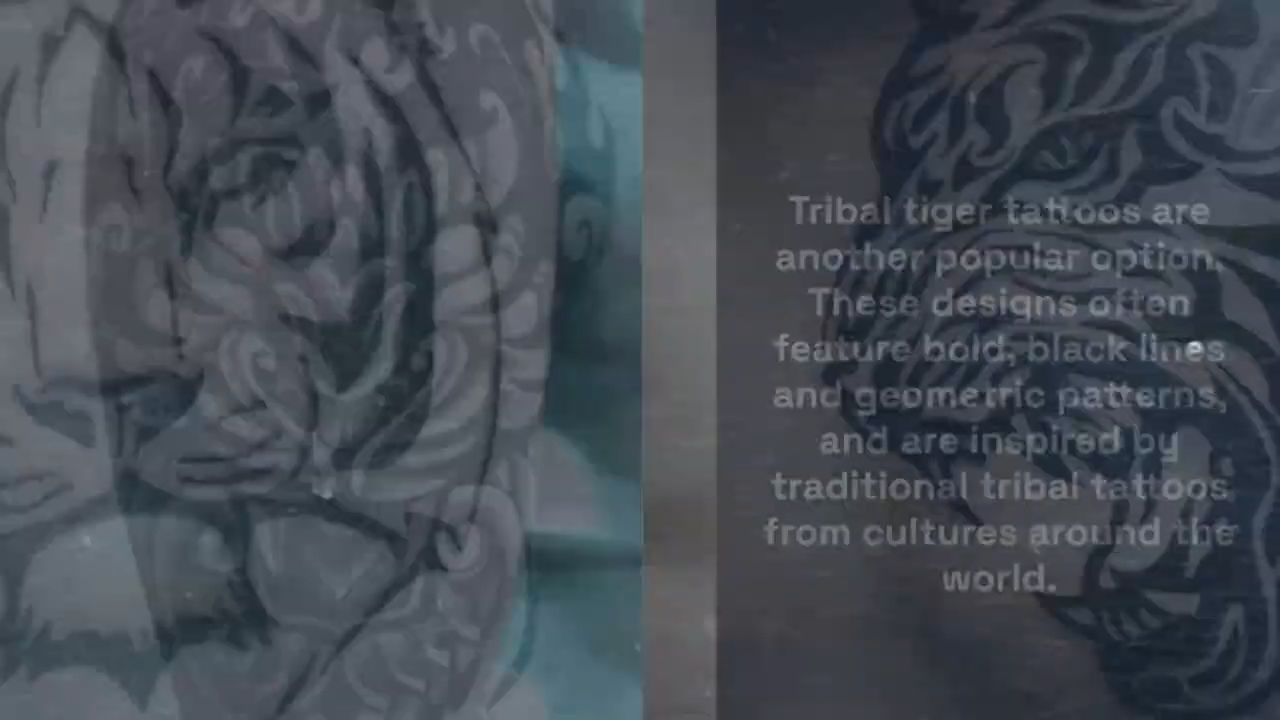 Tribal tiger tattoos are
another popular option.
These designs often
feature bold, black lines
and geometric patterns,
and are inspired by
traditional tribal tattoos
from cultures around the
world.